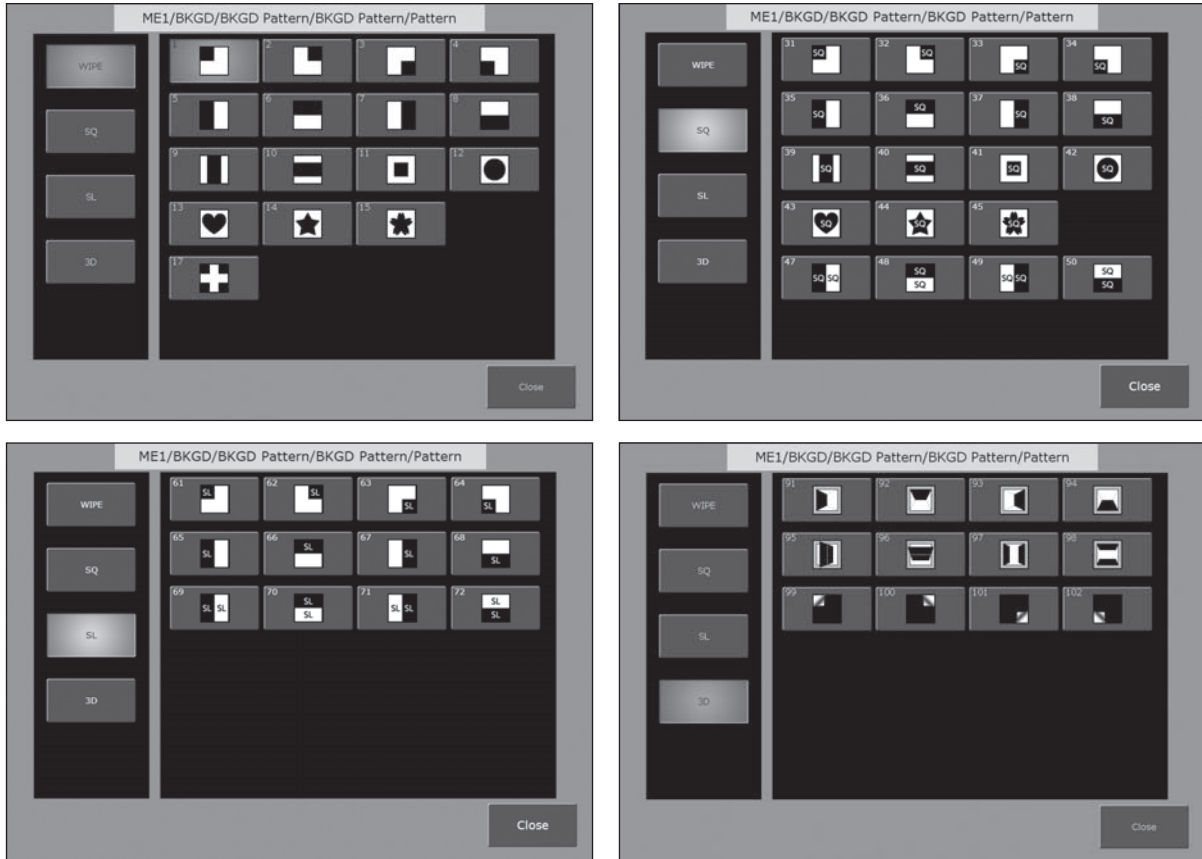 ME1/BKGD/BKGD Pattern/BKGD Pattern/Pattern
WIPE
SQ
SL
3D
1 2 3 4
5 6 7 8
9 10 11 12
13 14 15
17
Close
ME1/BKGD/BKGD Pattern/BKGD Pattern/Pattern
WIPE
SQ
SL
3D
31 SQ 32 SQ 33 SQ 34 SQ
35 SQ 36 SQ 37 SQ 38 SQ
39 SQ 40 SQ 41 SQ 42 SQ
43 SQ 44 SQ 45 SQ
47 SQ SQ 48 SQ SQ 49 SQ SQ 50 SQ SQ
Close
ME1/BKGD/BKGD Pattern/BKGD Pattern/Pattern
WIPE
SQ
SL
3D
61 SL 62 SL 63 SL 64 SL
65 SL 66 SL 67 SL 68 SL
69 SL SL 70 SL SL 71 SL SL 72 SL SL
Close
ME1/BKGD/BKGD Pattern/BKGD Pattern/Pattern
WIPE
SQ
SL
3D
91 92 93 94
95 96 97 98
99 100 101 102
Close